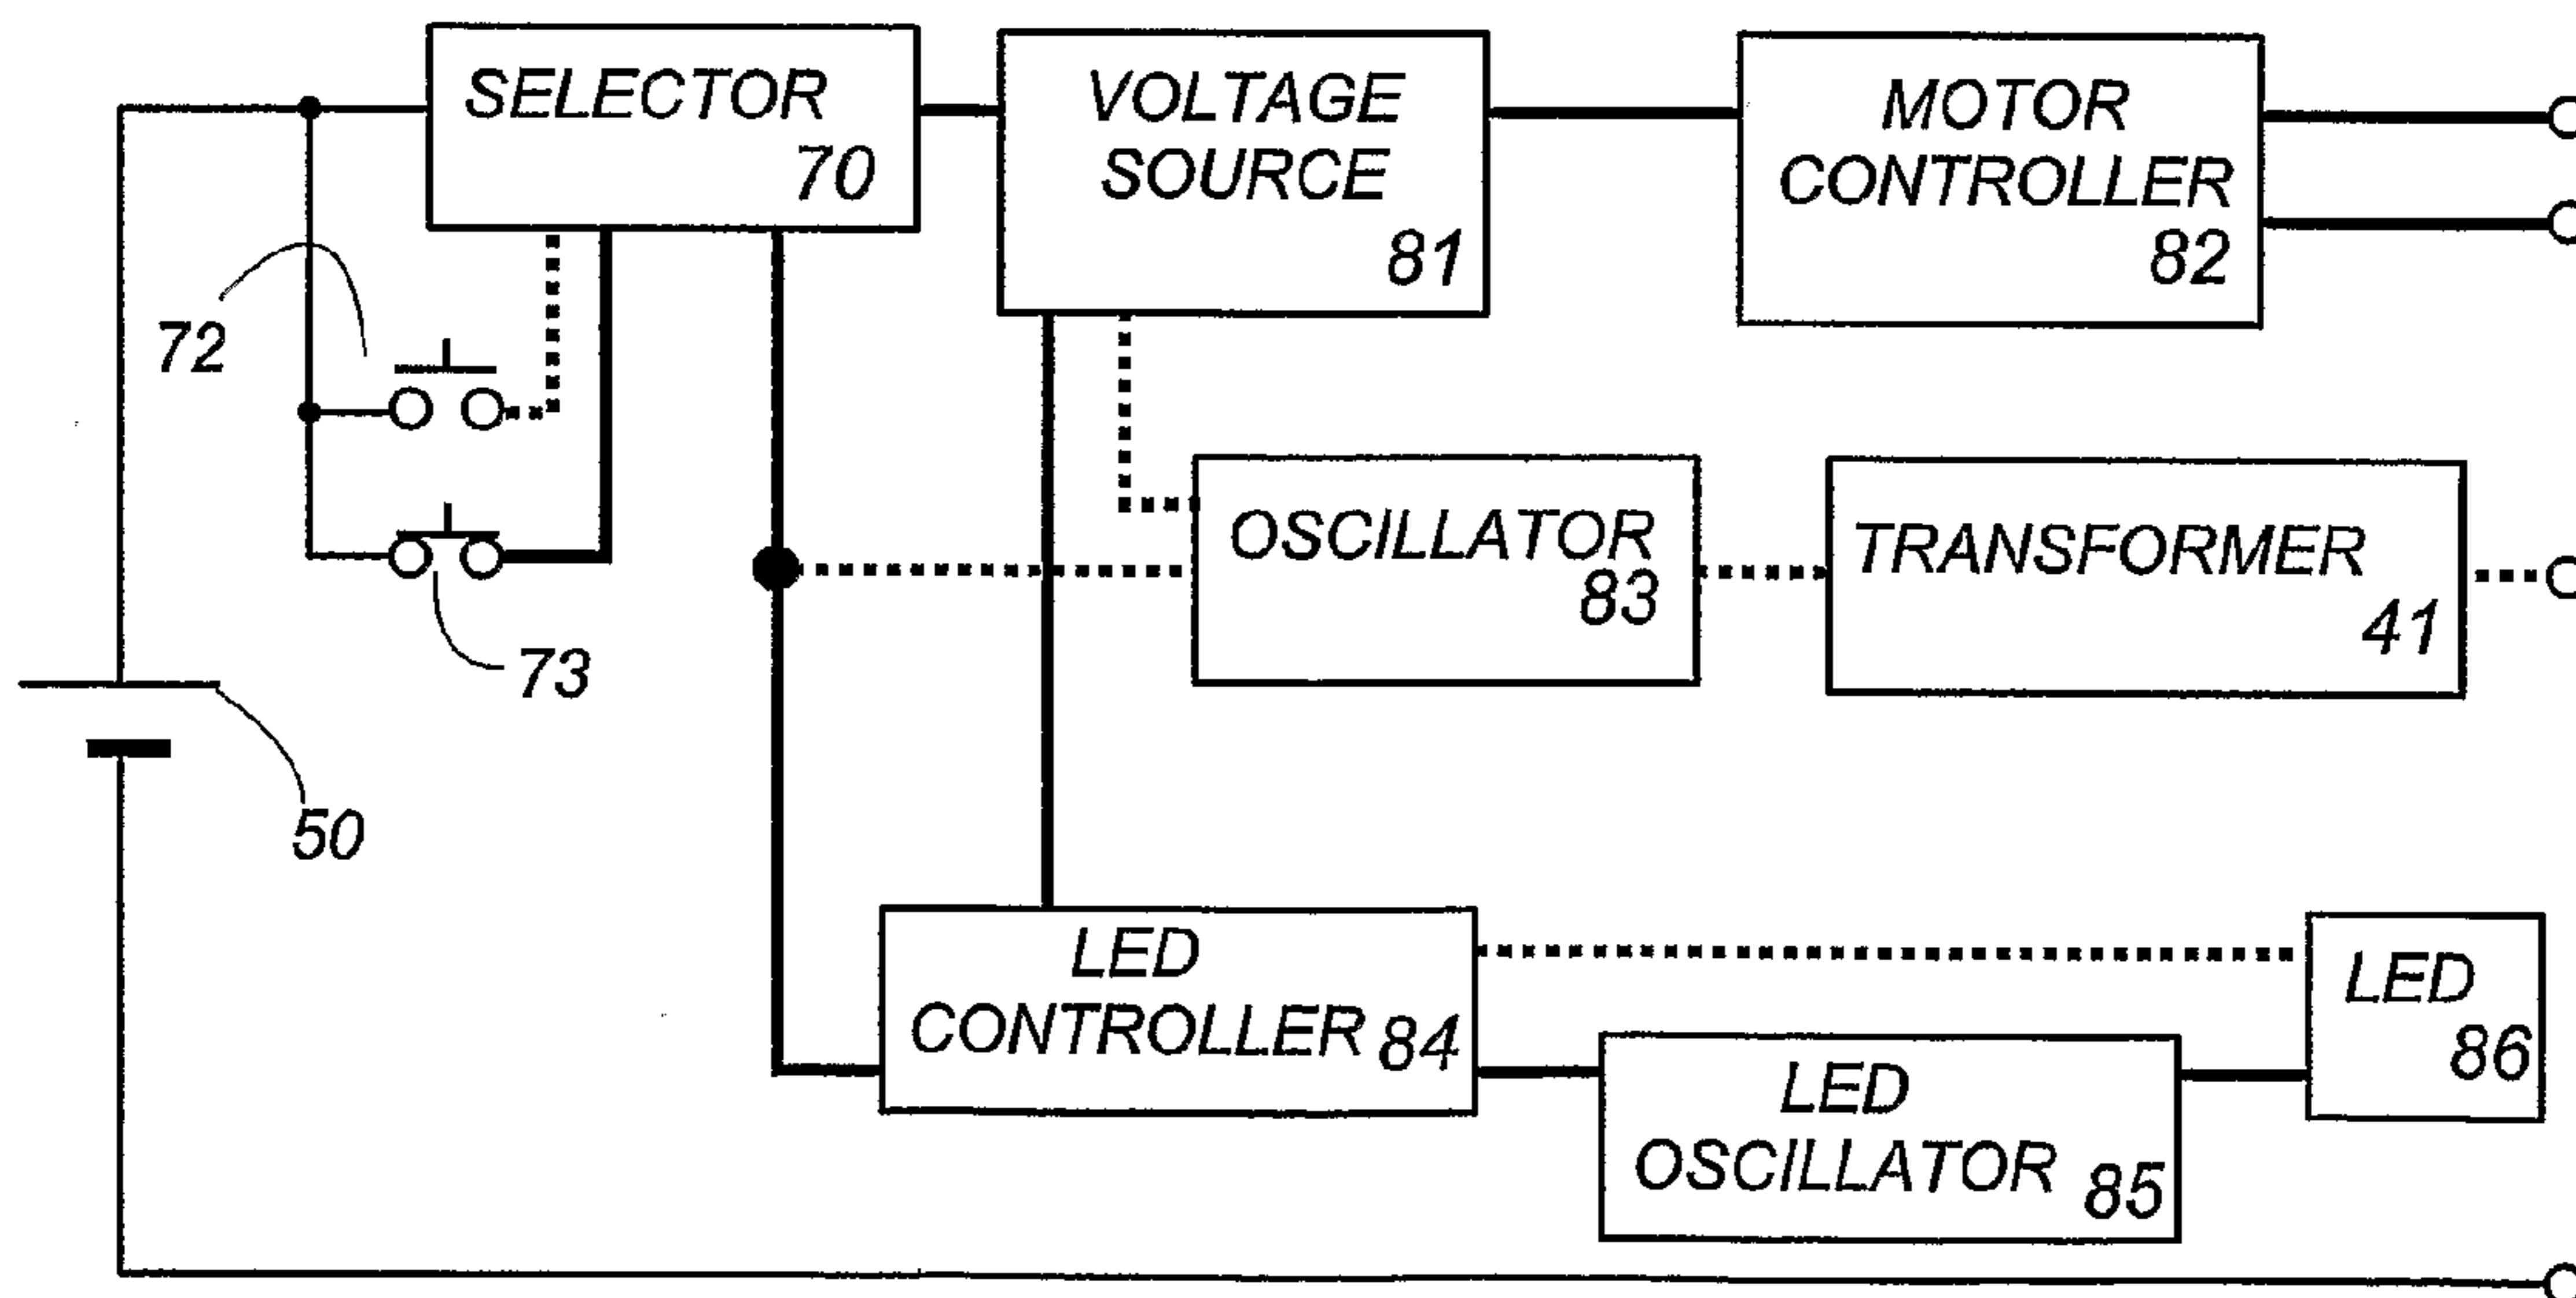 SELECTOR
70
VOLTAGE
SOURCE
81
MOTOR
CONTROLLER
82
72
73
OSCILLATOR
83
TRANSFORMER
41
50
LED
CONTROLLER 84
LED
86
LED
OSCILLATOR 85